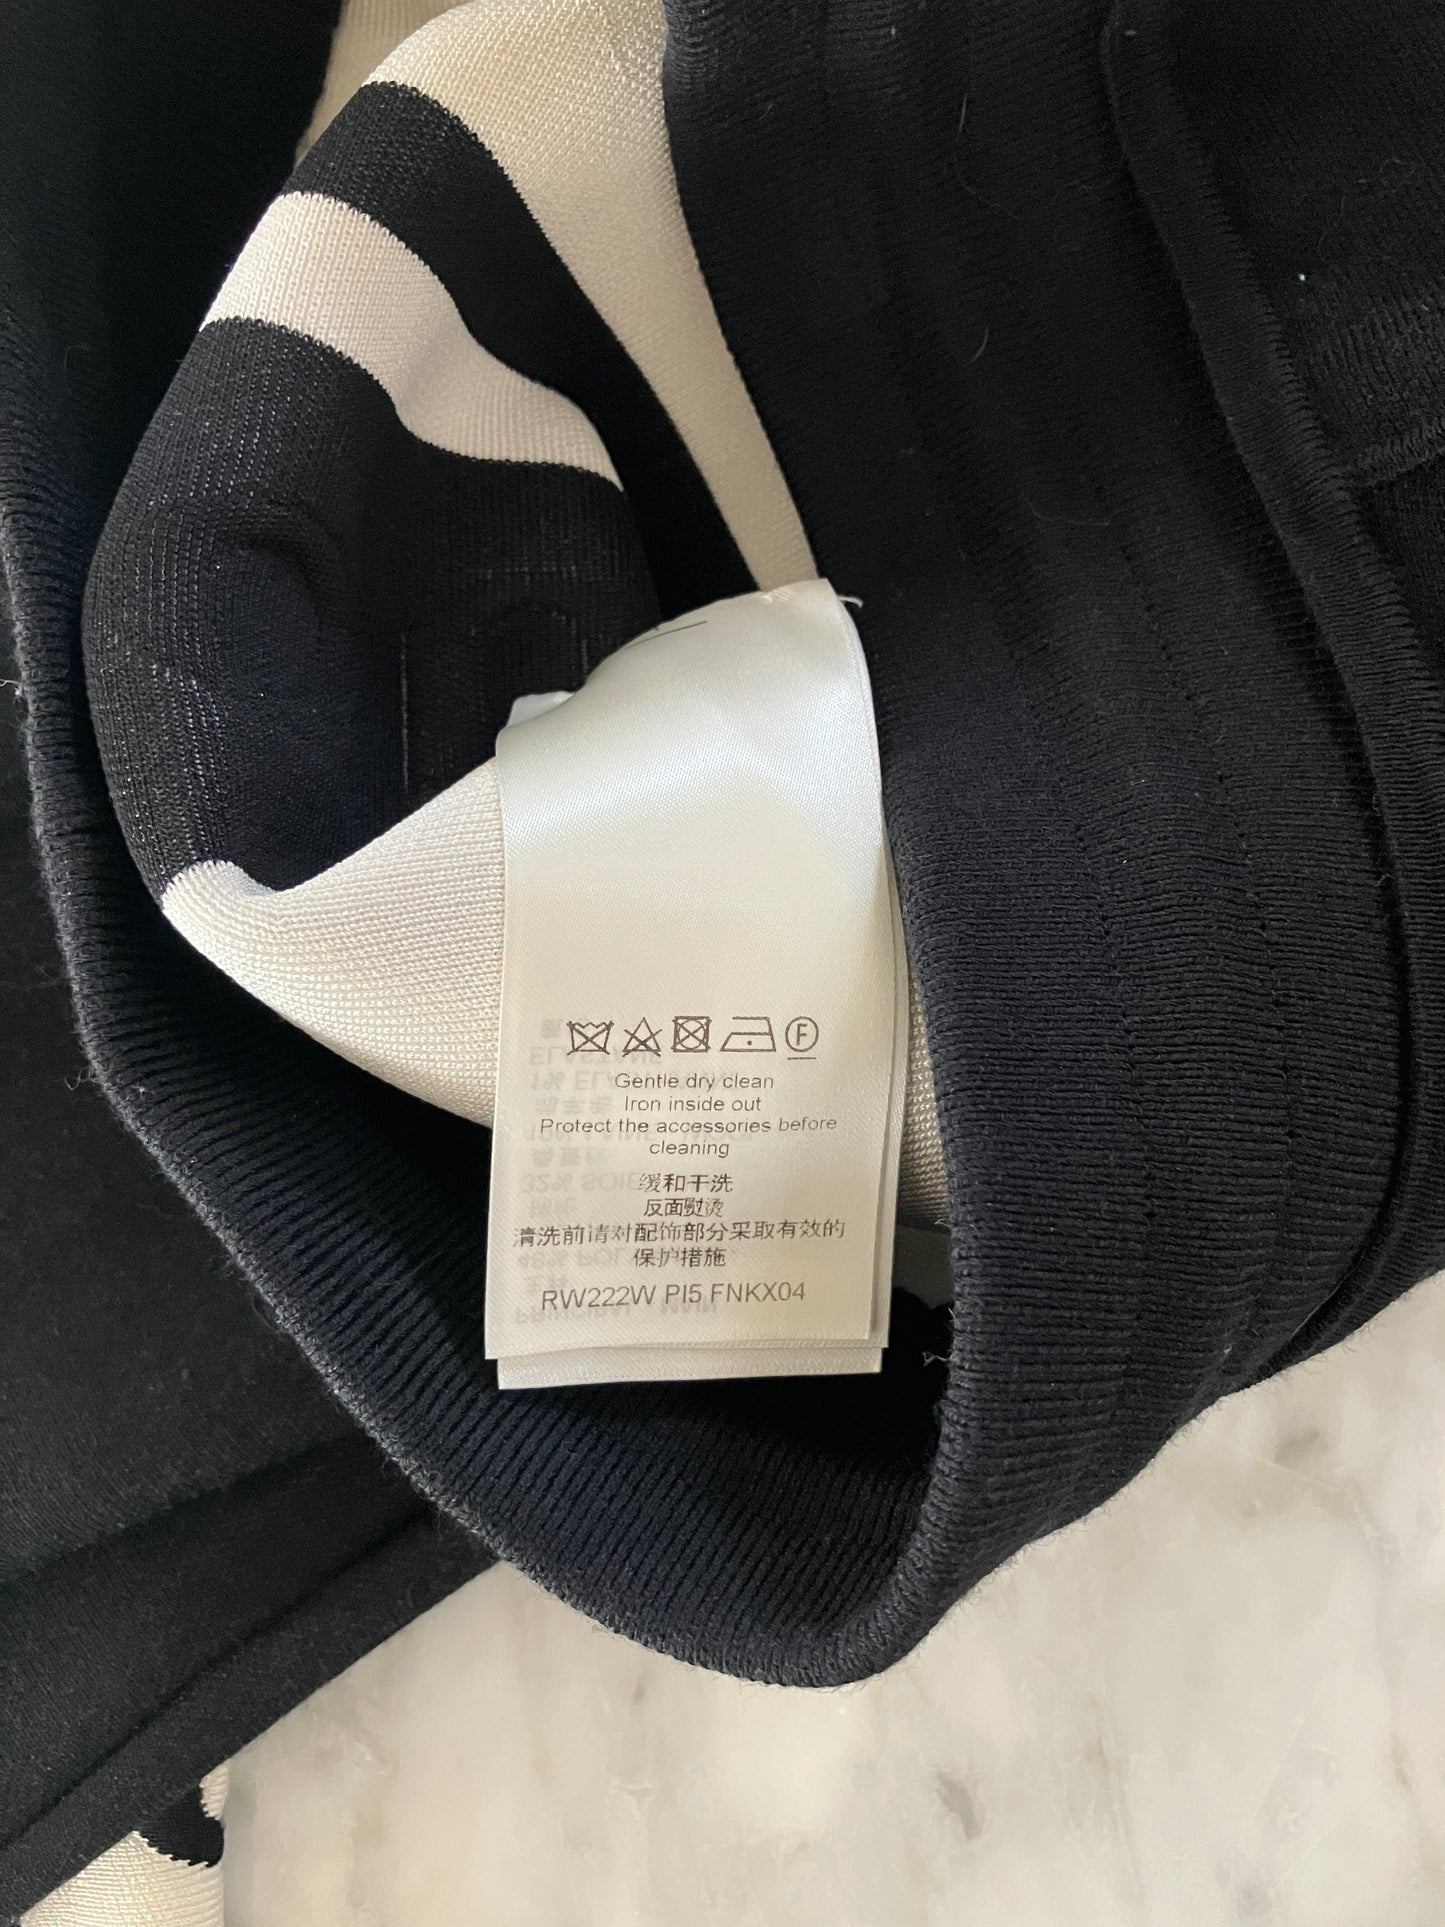 F
Gentle dry clean
Iron inside out
Protect the accessories before
cleaning
缓和干洗
反面熨烫
清洗前请对配饰部分采取有效的
保护措施
RW222W PI5 FNKX04